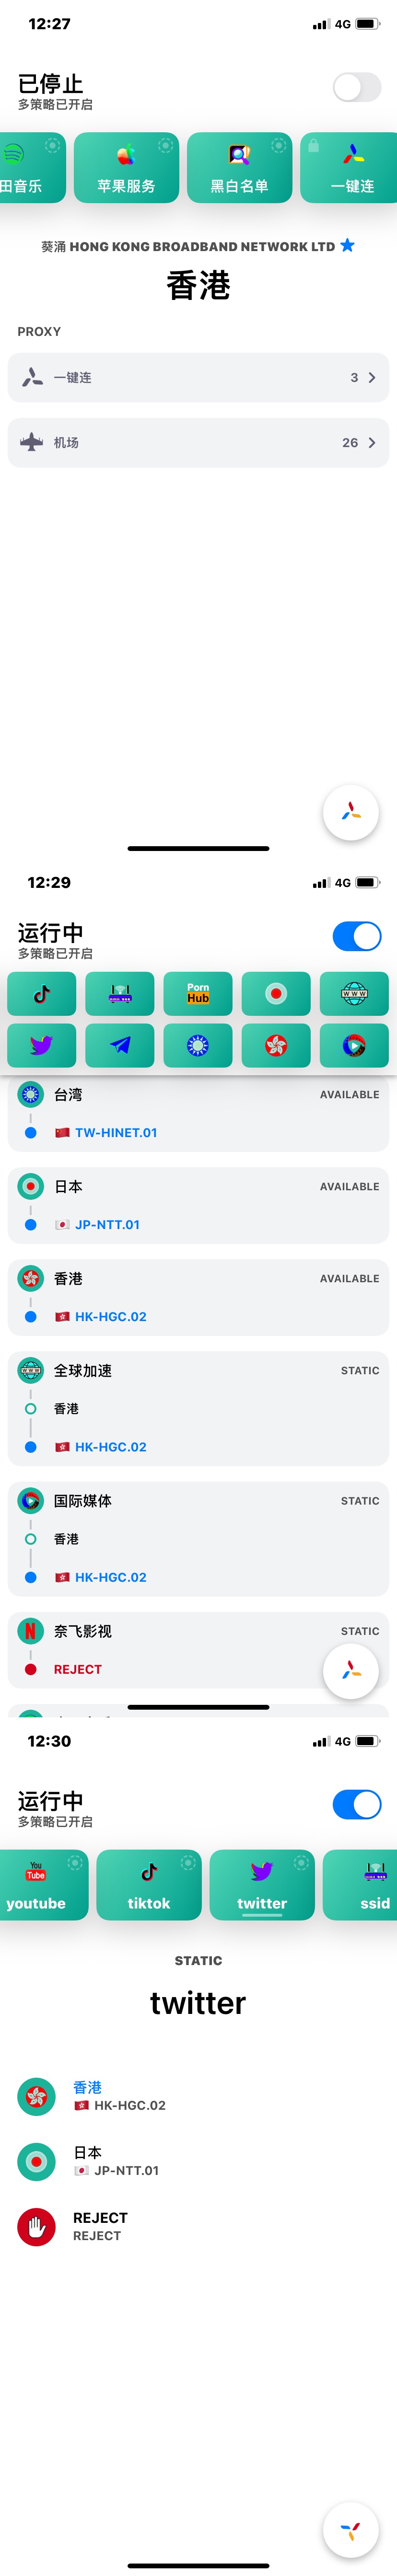 12:27
4G
已停止
多策略已开启
田音乐
苹果服务
黑白名单
一键连
葵涌 HONG KONG BROADBAND NETWORK LTD
香港
PROXY
一键连
3
机场
26
12:29
4G
运行中
多策略已开启
Porn
Hub
WWW
台湾
AVAILABLE
TW-HINET.01
日本
AVAILABLE
JP-NTT.01
香港
AVAILABLE
HK-HGC.02
WWW
全球加速
STATIC
香港
HK-HGC.02
国际媒体
STATIC
香港
HK-HGC.02
N
奈飞影视
STATIC
REJECT
12:30
4G
运行中
多策略已开启
You
Tube
youtube
tiktok
twitter
ssid
STATIC
twitter
香港
HK-HGC.02
日本
JP-NTT.01
REJECT
REJECT